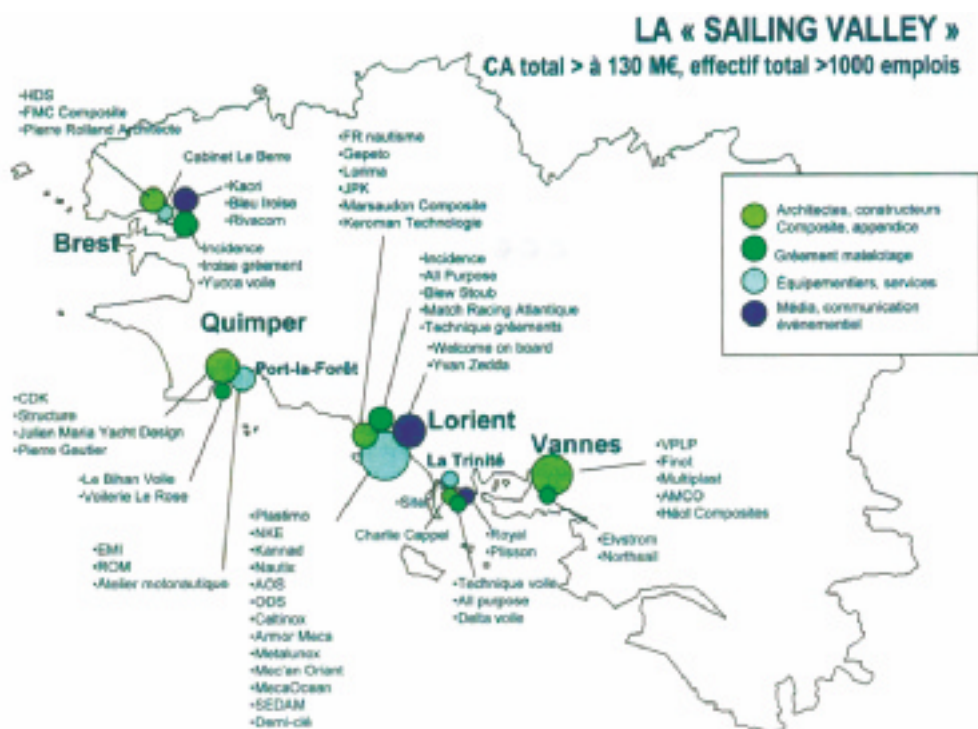 LA « SAILING VALLEY »
CA total > à 130 M€, effectif total >1000 emplois
•HDS
•FMC Composite
•Pierre Rolland Architecte
Cabinet Le Berre
•Kaori
•Bleu Iroise
•Rivacom
Brest
•Incidence
•Iroise gréement
•Yucca voile
•FR nautisme
•Gepeto
•Lorima
•JPK
•Marsaudon Composite
•Keroman Technologie
•Incidence
•All Purpose
•Blew Stoub
•Match Racing Atlantique
•Technique gréements
•Welcome on board
•Yvan Zedda
Architectes, constructeurs
Composite, appendice
Gréement matelotage
Équipementiers, services
Média, communication
événementiel
Quimper
Port-la-Forêt
•CDK
•Structure
•Julien Maria Yacht Design
•Pierre Gautier
•Le Bihan Voile
•Voilerie Le Rose
•EMI
•ROM
•Atelier motonautique
Lorient
•Plastimo
•NKE
•Kannad
•Nautix
•AOS
•Caltinox
•Armor Meca
•Metalunox
•Mec'an Oriant
•MecaOcean
•SEDAM
•Demi-clé
La Trinité
Charlie Cappel
•Royal
•Plisson
•Technique voile
•All purpose
•Delta voile
Vannes
•VPLP
•Finot
•Multiplast
•AMCO
•Héol Composites
•Elvstrom
•Northsail